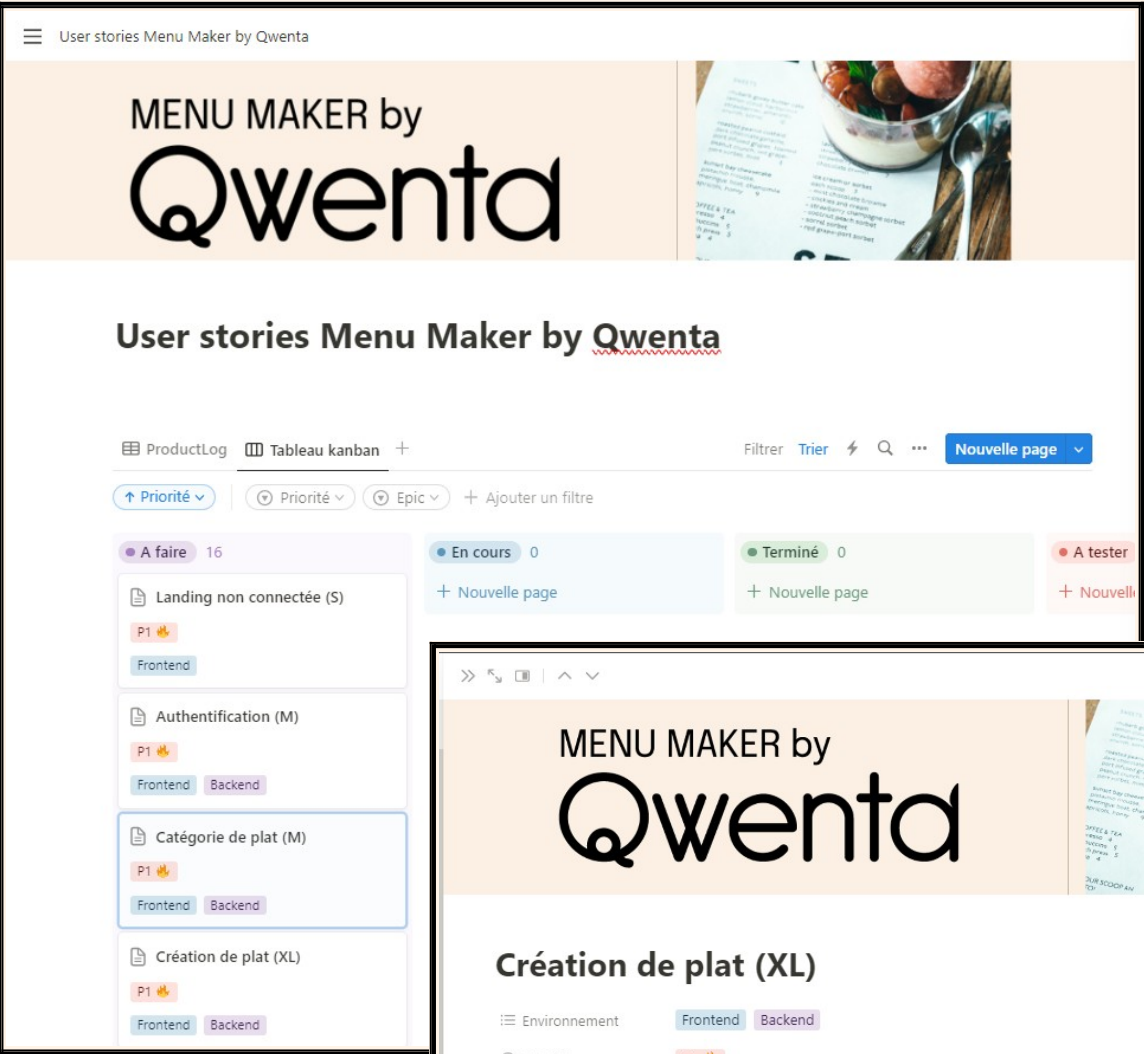 User stories Menu Maker by Qwenta
MENU MAKER by
Qwenta
User stories Menu Maker by Qwenta
ProductLog Tableau kanban
Filtrer Trier ••• Nouvelle page
Priorité Priorité Epic + Ajouter un filtre
A faire 16
En cours 0
Terminé 0
A tester
+ Nouvelle page
+ Nouvelle page
+ Nouvelle
Landing non connectée (S)
P1 🔥
Frontend
Authentification (M)
P1 🔥
Frontend Backend
Catégorie de plat (M)
P1 🔥
Frontend Backend
Création de plat (XL)
P1 🔥
Frontend Backend
MENU MAKER by
Qwenta
Création de plat (XL)
Environnement Frontend Backend